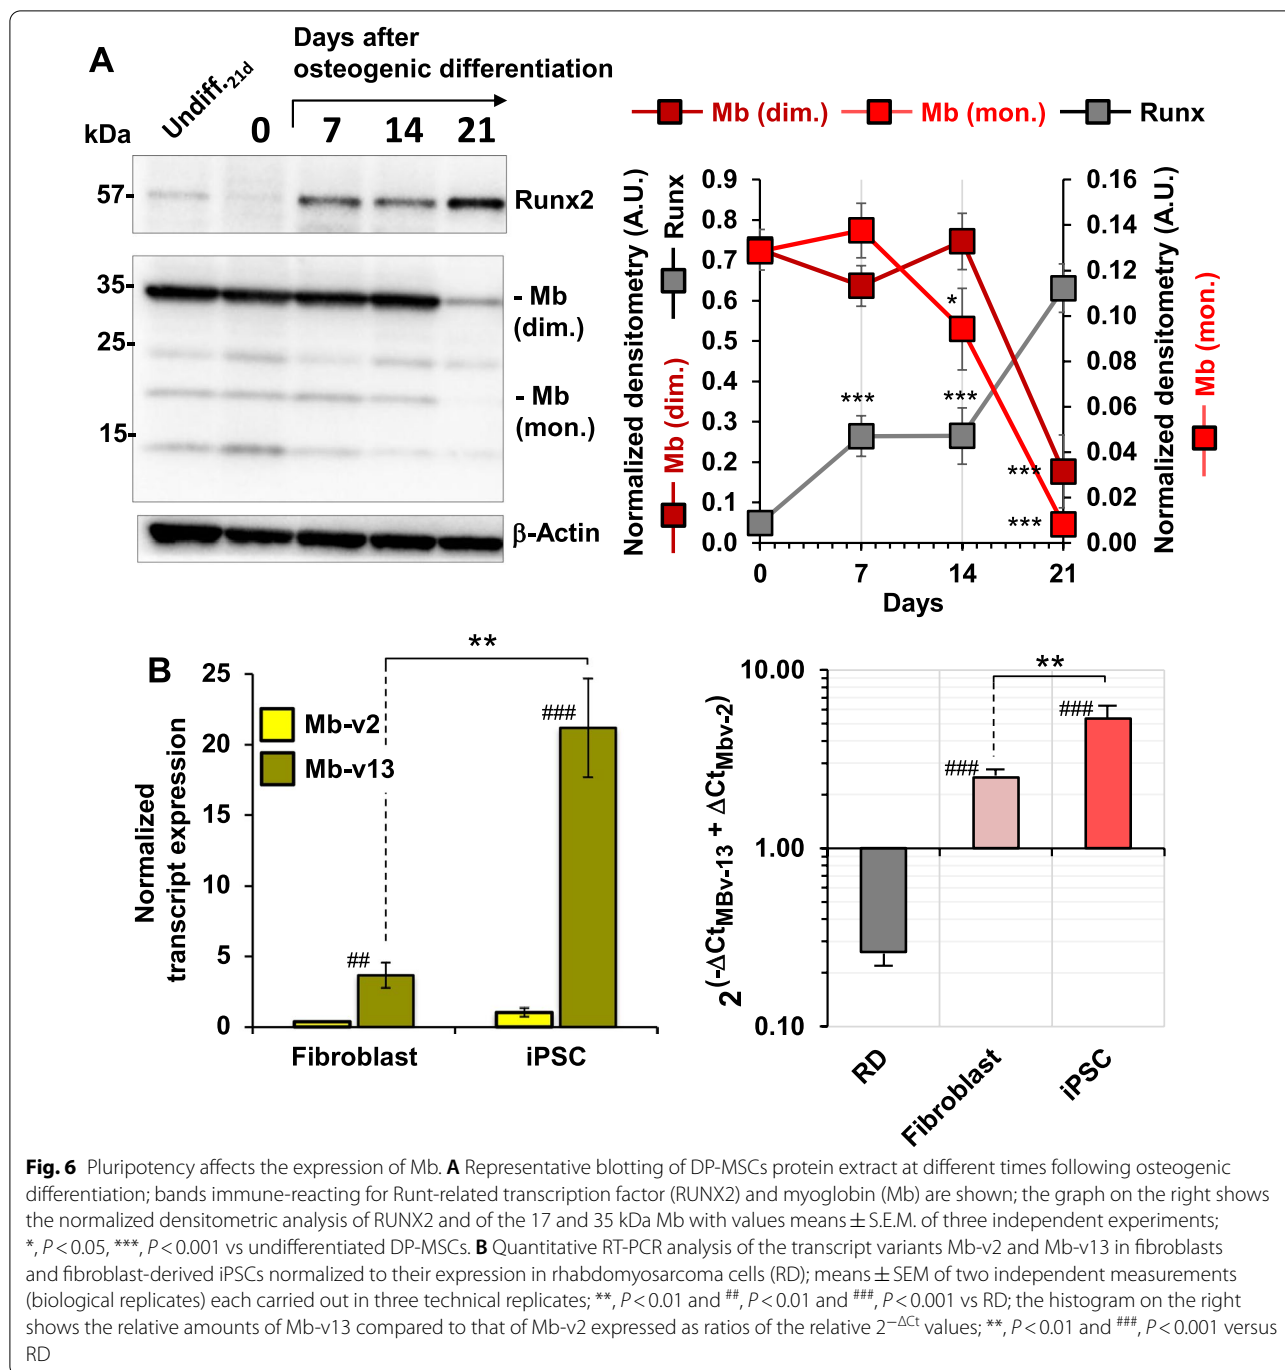 A
Undiff.21d
Days after
osteogenic differentiation
kDa
0
7
14
21
57
Runx2
35
- Mb
(dim.)
25
- Mb
(mon.)
15
β-Actin
Mb (dim.)
Mb (mon.)
Runx
Normalized densitometry (A.U.)
Mb (dim.)
Runx
0.9
0.8
0.7
0.6
0.5
0.4
0.3
0.2
0.1
0.0
***
***
*
***
***
0.16
0.14
0.12
0.10
0.08
0.06
0.04
0.02
0.00
Normalized densitometry (A.U.)
Mb (mon.)
0
7
14
21
Days
B
Normalized
transcript expression
25
20
15
10
5
0
Mb-v2
Mb-v13
**
##
###
Fibroblast
iPSC
2(-ΔCtMBv-13 + ΔCtMbv-2)
10.00
1.00
0.10
**
###
###
RD
Fibroblast
iPSC
Fig. 6 Pluripotency affects the expression of Mb. A Representative blotting of DP-MSCs protein extract at different times following osteogenic
differentiation; bands immune-reacting for Runt-related transcription factor (RUNX2) and myoglobin (Mb) are shown; the graph on the right shows
the normalized densitometric analysis of RUNX2 and of the 17 and 35 kDa Mb with values means ± S.E.M. of three independent experiments;
*, P < 0.05, ***, P < 0.001 vs undifferentiated DP-MSCs. B Quantitative RT-PCR analysis of the transcript variants Mb-v2 and Mb-v13 in fibroblasts
and fibroblast-derived iPSCs normalized to their expression in rhabdomyosarcoma cells (RD); means ± SEM of two independent measurements
(biological replicates) each carried out in three technical replicates; **, P < 0.01 and ##, P < 0.01 and ###, P < 0.001 vs RD; the histogram on the right
shows the relative amounts of Mb-v13 compared to that of Mb-v2 expressed as ratios of the relative 2−ΔCt values; **, P < 0.01 and ###, P < 0.001 versus
RD